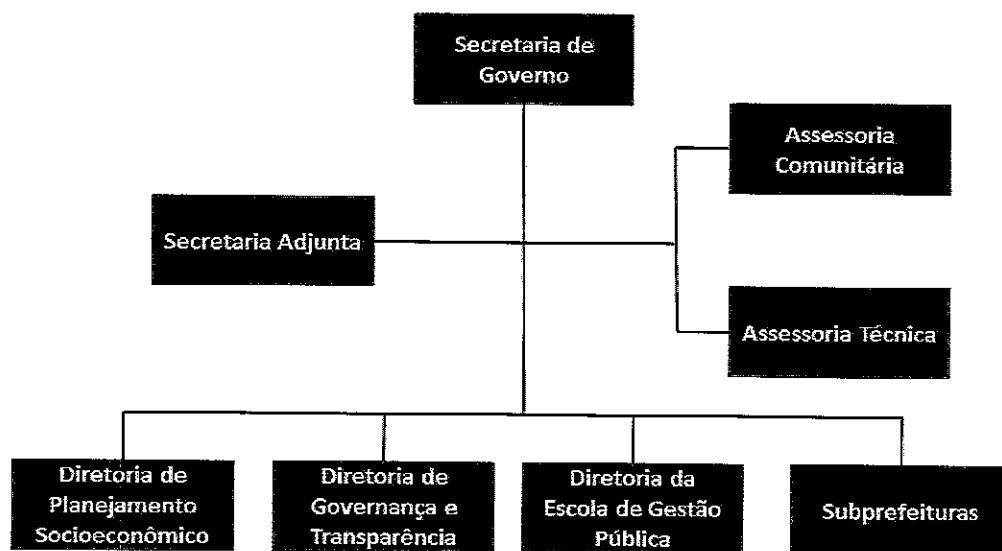 Secretaria de
Governo
Assessoria
Comunitária
Secretaria Adjunta
Assessoria Técnica
Diretoria de
Planejamento
Socioeconômico
Diretoria de
Governança e
Transparência
Diretoria da
Escola de Gestão
Pública
Subprefeituras